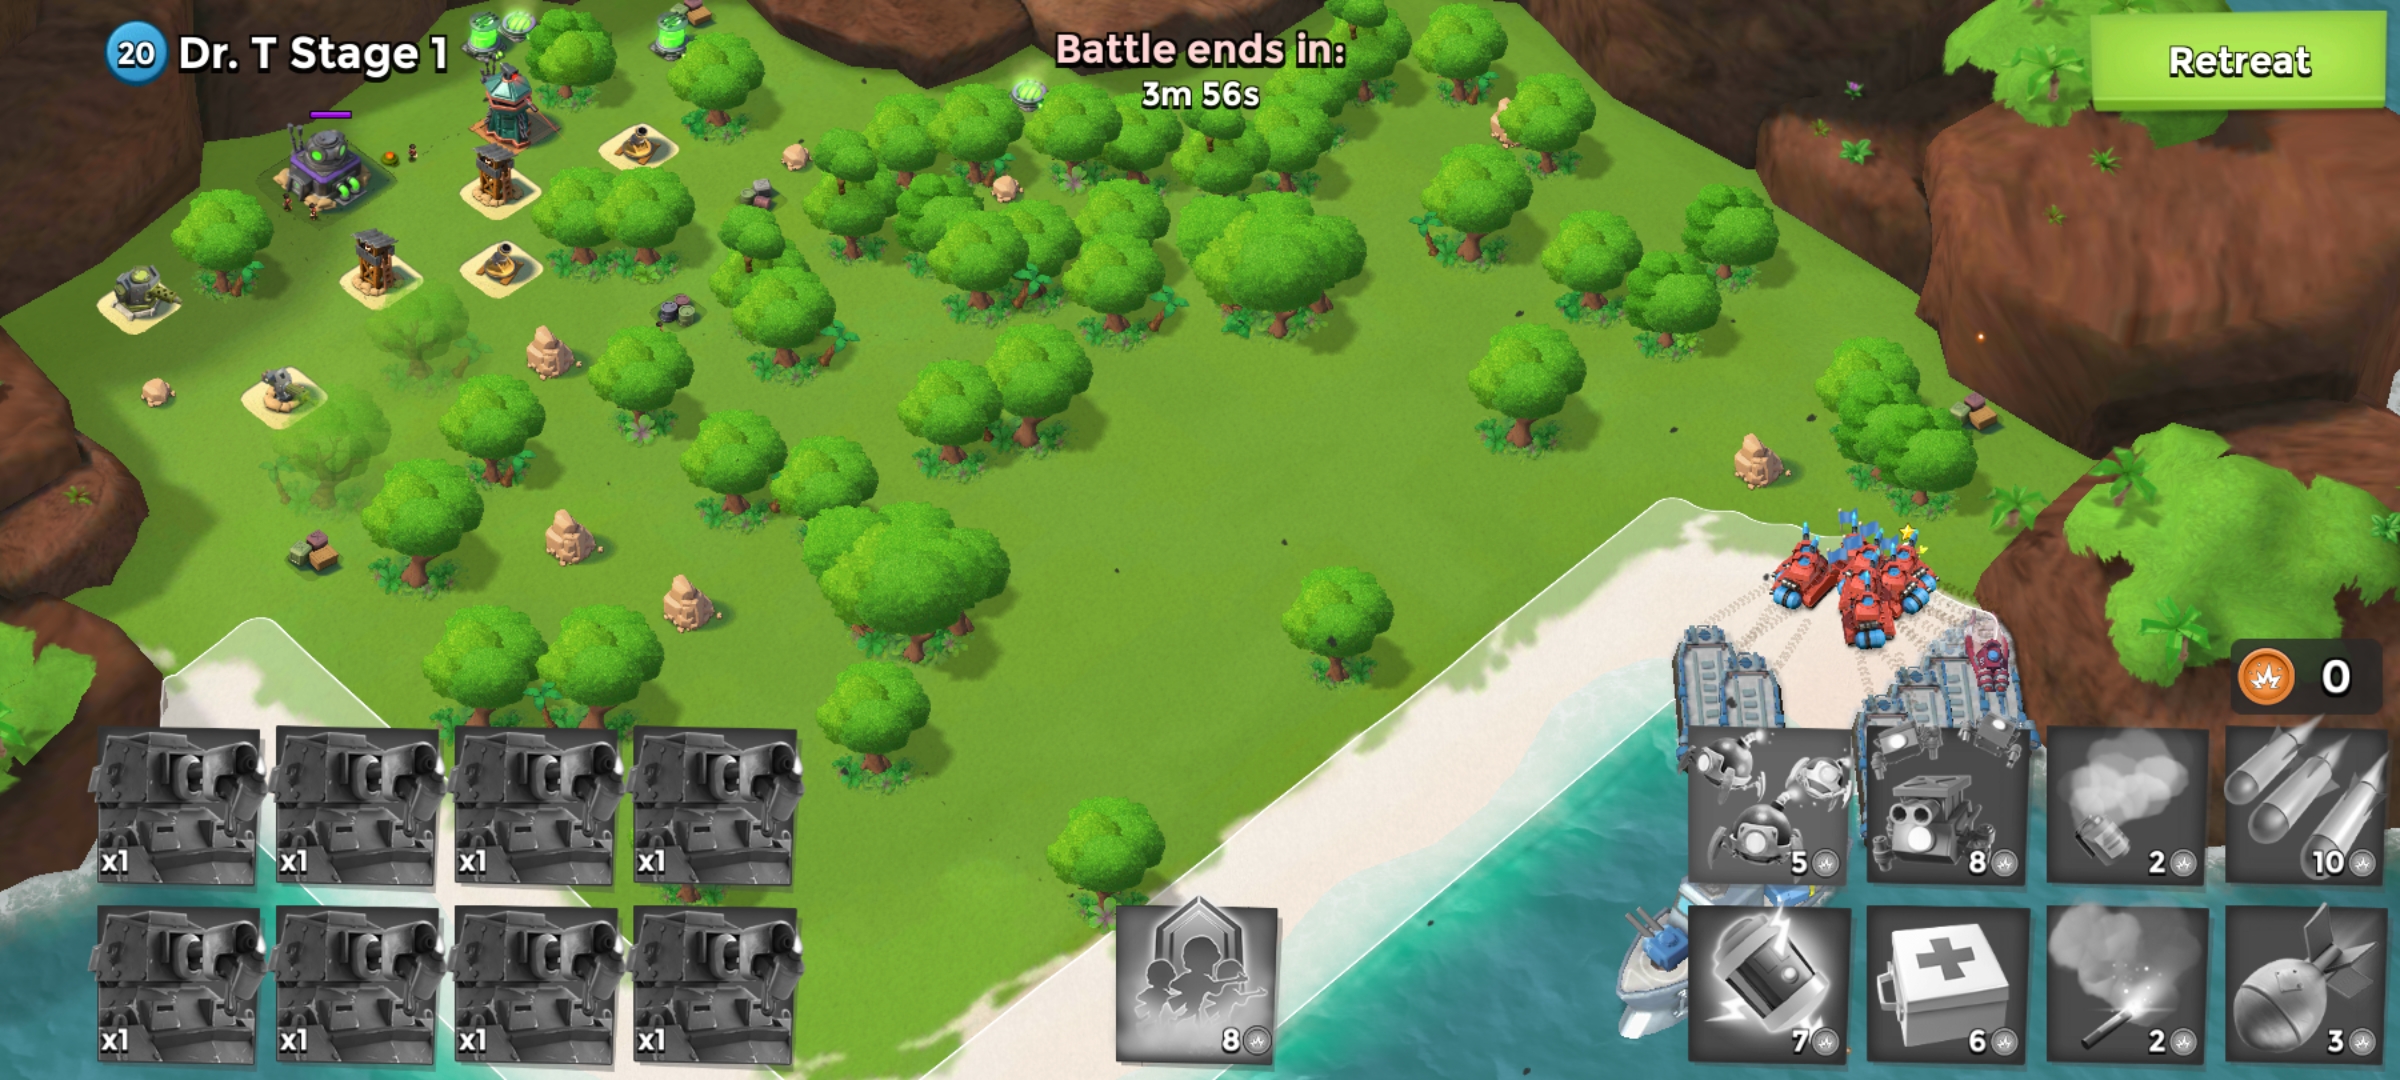 20 Dr. T Stage 1
Battle ends in:
3m 56s
Retreat
0
x1 x1 x1 x1
5 8 2 10
x1 x1 x1 x1
8
7 6 2 3